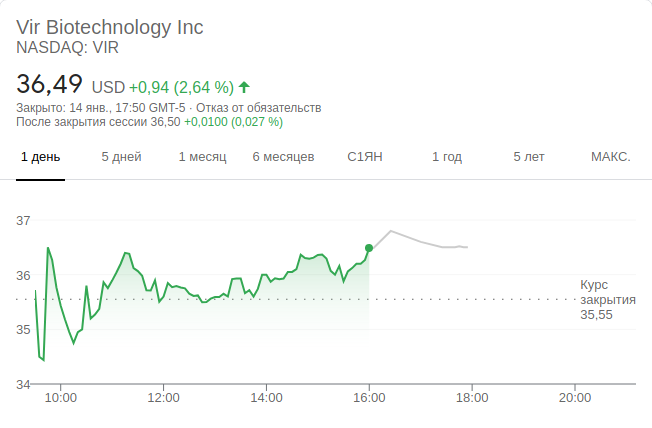 Vir Biotechnology Inc
NASDAQ: VIR
36,49 USD +0,94 (2,64 %)
Закрыто: 14 янв., 17:50 GMT-5 · Отказ от обязательств
После закрытия сессии 36,50 +0,0100 (0,027 %)
1 день 5 дней 1 месяц 6 месяцев С1ЯН 1 год 5 лет МАКС.
37
36
Курс
закрытия
35,55
35
34
10:00 12:00 14:00 16:00 18:00 20:00